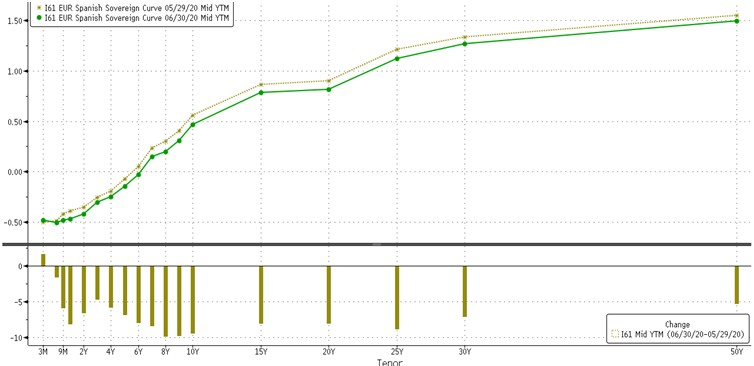 I61 EUR Spanish Sovereign Curve 05/29/20 Mid YTM
I61 EUR Spanish Sovereign Curve 06/30/20 Mid YTM
1.50
1.00
0.50
0.00
-0.50
0
-5
-10
Change
I61 Mid YTM (06/30/20-05/29/20)
3M 9M 2Y 4Y 6Y 8Y 10Y 15Y 20Y 25Y 30Y 50Y
Tenor